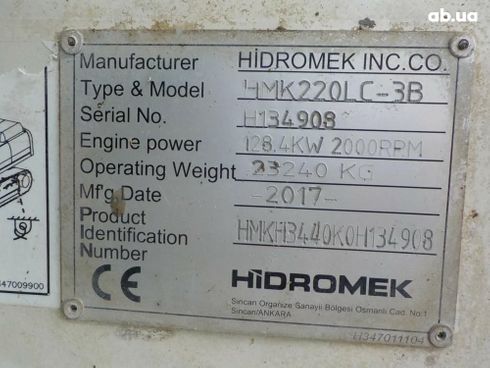 ab.ua
Manufacturer HİDROMEK INC.CO.
Type & Model HMK220LC-3B
Serial No. H134908
Engine power 128.4KW 2000RPM
Operating Weight 23240 KG
Mf'g Date -2017-
Product
Identification HMKH3440K0H134908
Number
CE HİDROMEK
Sincan Organize Sanayii Bölgesi Osmanlı Cad. No:1
Sincan/ANKARA
H347011104
347009900